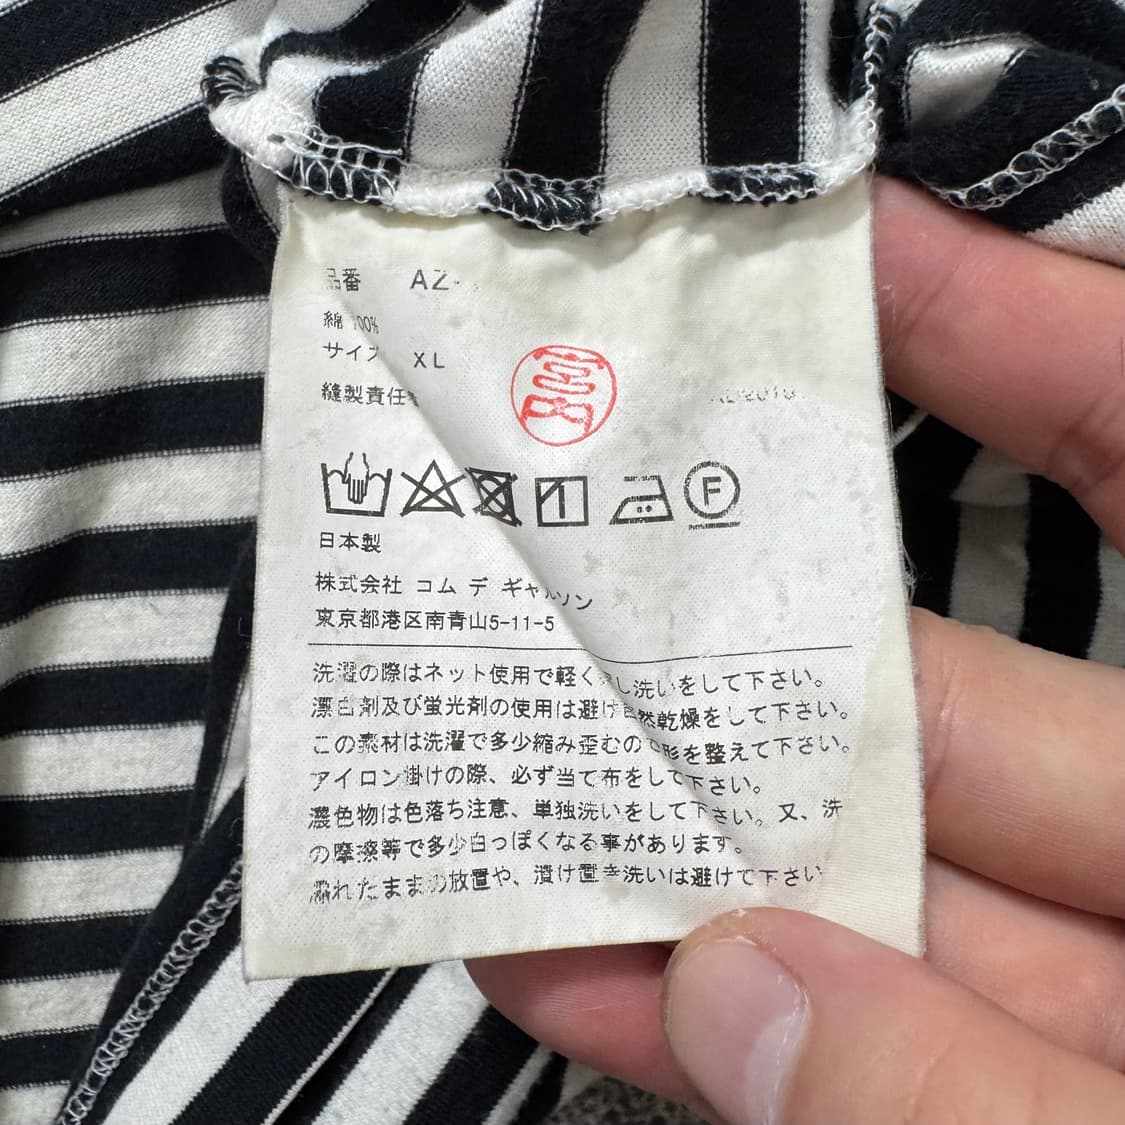 品番 AZ-
綿 100%
サイズ XL
縫製責任
F
日本製
株式会社 コム デ ギャルソン
東京都港区南青山5-11-5
洗濯の際はネット使用で軽く押し洗いをして下さい。
漂白剤及び蛍光剤の使用は避け自然乾燥をして下さい。
この素材は洗濯で多少縮み歪むので形を整えて下さい。
アイロン掛けの際、必ず当て布をして下さい。
濃色物は色落ち注意、単独洗いをして下さい。又、洗
の摩擦等で多少白っぽくなる事があります。
濡れたままの放置や、漬け置き洗いは避けて下さい